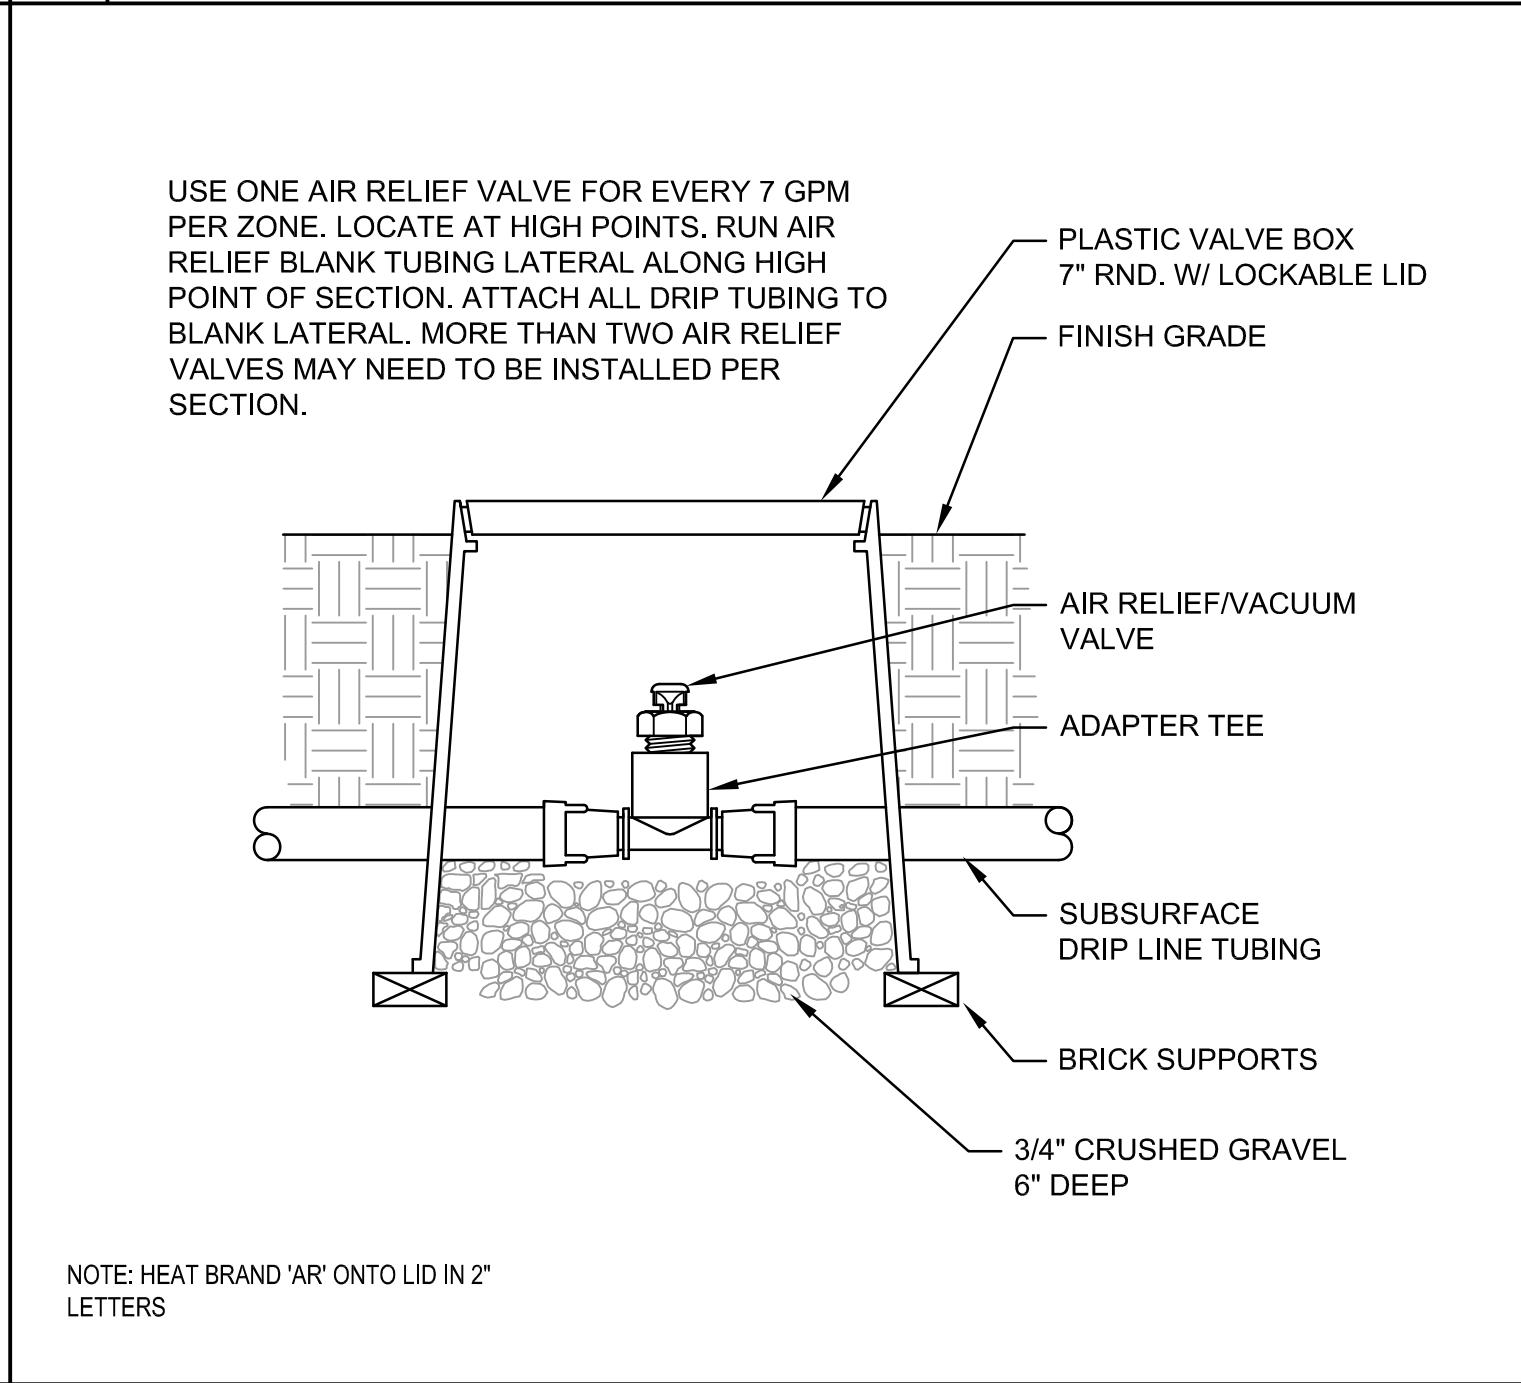 USE ONE AIR RELIEF VALVE FOR EVERY 7 GPM
PER ZONE. LOCATE AT HIGH POINTS. RUN AIR
RELIEF BLANK TUBING LATERAL ALONG HIGH
POINT OF SECTION. ATTACH ALL DRIP TUBING TO
BLANK LATERAL. MORE THAN TWO AIR RELIEF
VALVES MAY NEED TO BE INSTALLED PER
SECTION.
PLASTIC VALVE BOX
7" RND. W/ LOCKABLE LID
FINISH GRADE
AIR RELIEF/VACUUM
VALVE
ADAPTER TEE
SUBSURFACE
DRIP LINE TUBING
BRICK SUPPORTS
3/4" CRUSHED GRAVEL
6" DEEP
NOTE: HEAT BRAND 'AR' ONTO LID IN 2"
LETTERS